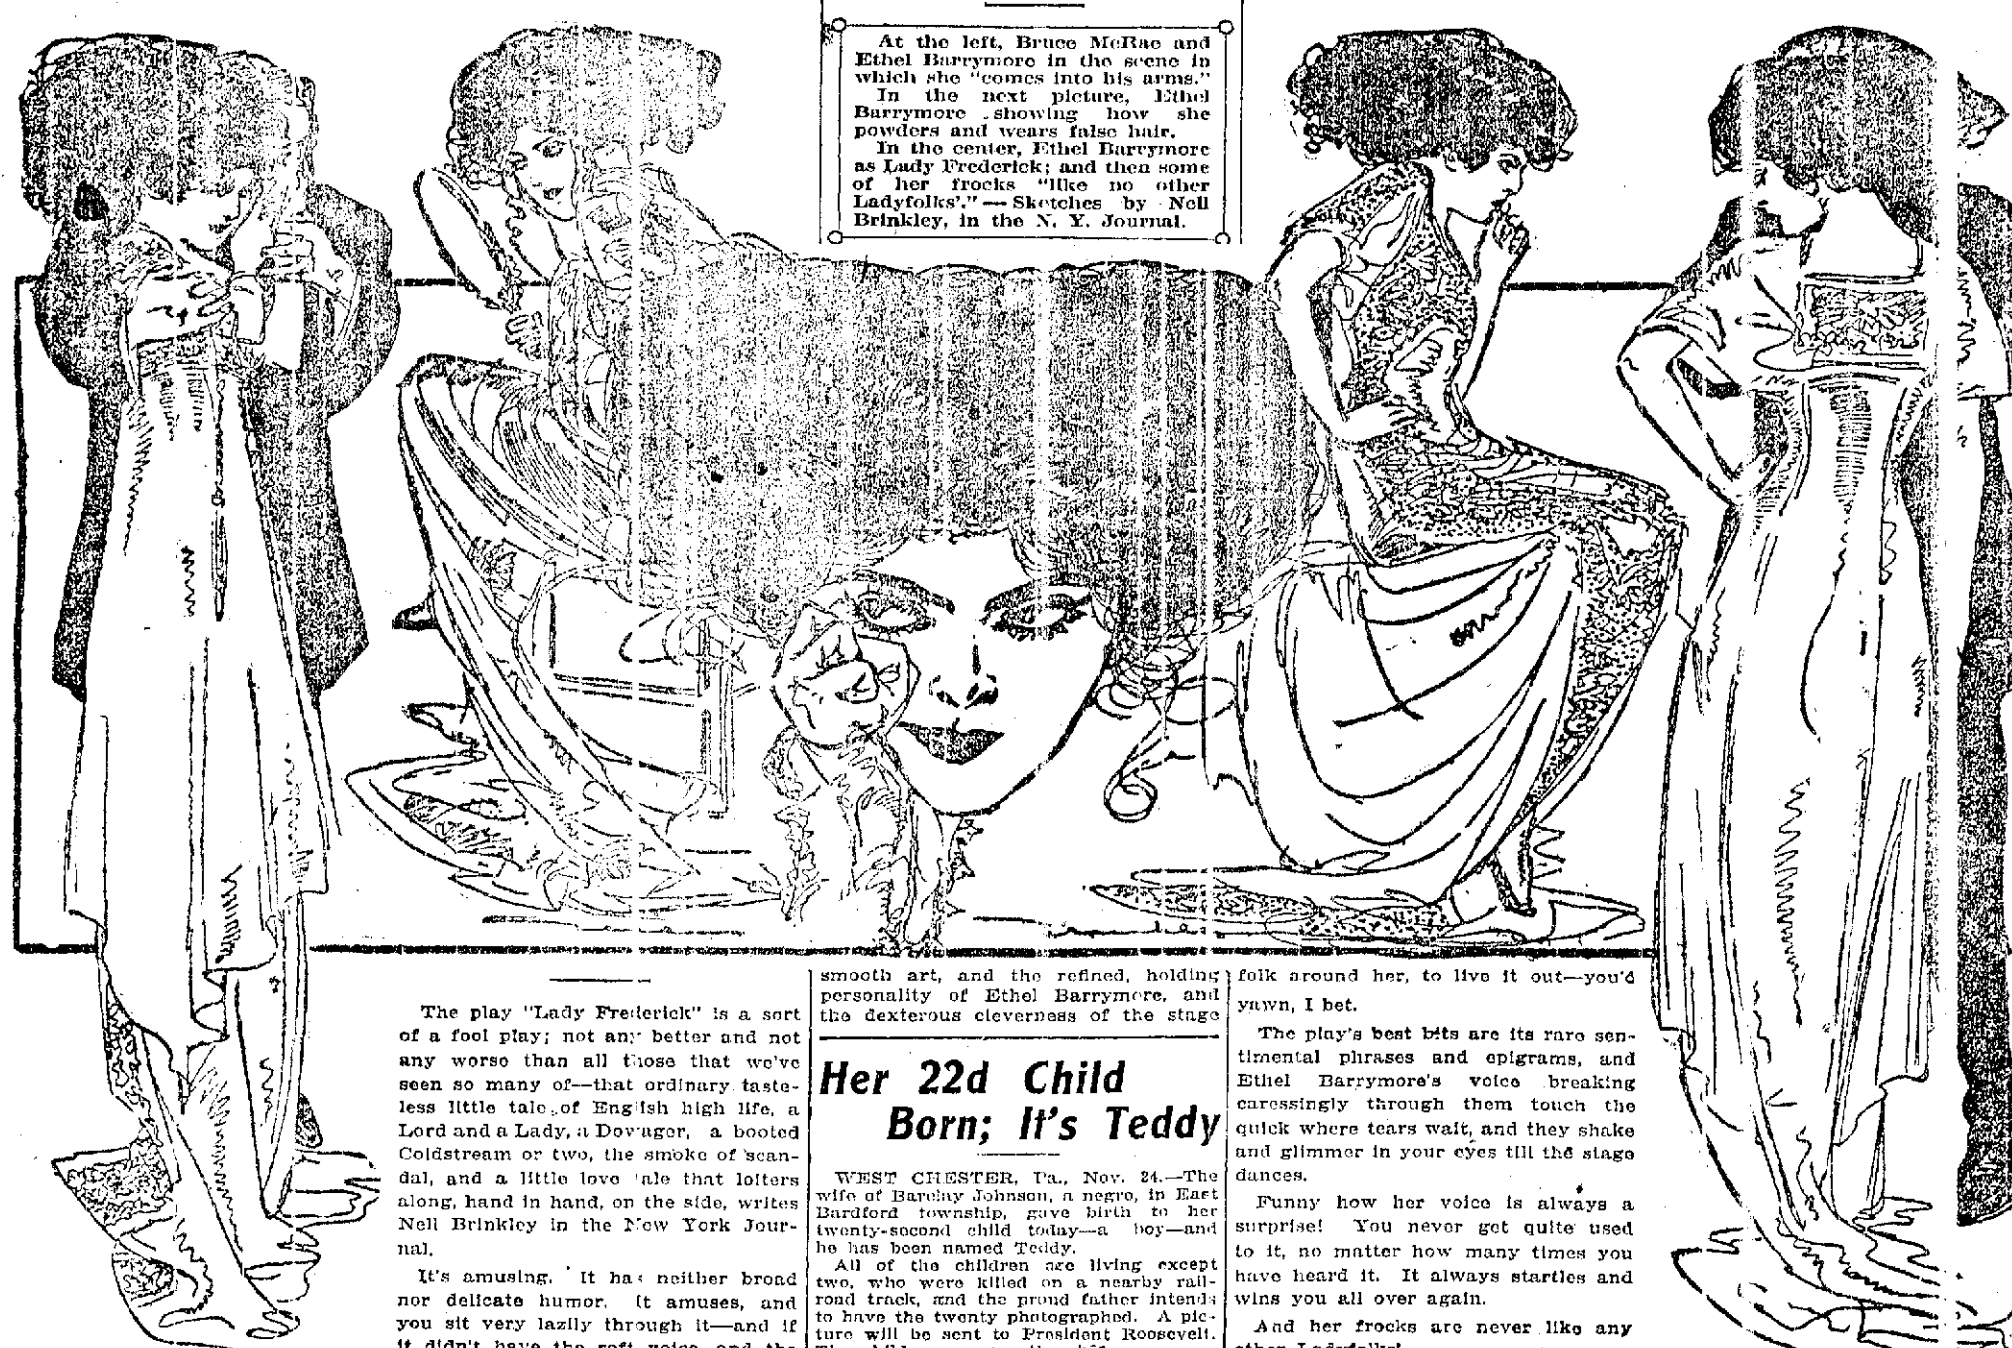 At the left, Bruce McRae and
Ethel Barrymore in the scene in
which she "comes into his arms."
In the next picture, Ethel
Barrymore showing how she
powders and wears false hair.
In the center, Ethel Barrymore
as Lady Frederick; and then some
of her frocks "like no other
Ladyfolks'."—Sketches by Nell
Brinkley, in the N. Y. Journal.
The play "Lady Frederick" is a sort
of a fool play; not any better and not
any worse than all those that we've
seen so many of—that ordinary taste-
less little tale of English high life, a
Lord and a Lady, a Dowager, a booted
Coldstream or two, the smoke of scan-
dal, and a little love tale that loiters
along, hand in hand, on the side, writes
Nell Brinkley in the New York Jour-
nal.
It's amusing. It has neither broad
nor delicate humor. It amuses, and
you sit very lazily through it—and if
it didn't have the soft voice, and the
smooth art, and the refined, holding
personality of Ethel Barrymore, and
the dexterous cleverness of the stage
Her 22d Child
Born; It's Teddy
WEST CHESTER, Pa., Nov. 24.—The
wife of Barclay Johnson, a negro, in East
Bardford township, gave birth to her
twenty-second child today—a boy—and
he has been named Teddy.
All of the children are living except
two, who were killed on a nearby rail-
road track, and the proud father intends
to have the twenty photographed. A pic-
ture will be sent to President Roosevelt.
folk around her, to live it out—you'd
yawn, I bet.
The play's best bits are its rare sen-
timental phrases and epigrams, and
Ethel Barrymore's voice breaking
caressingly through them touch the
quick where tears wait, and they shake
and glimmer in your eyes till the stage
dances.
Funny how her voice is always a
surprise! You never get quite used
to it, no matter how many times you
have heard it. It always startles and
wins you all over again.
And her frocks are never like any
other Ladyfolks'